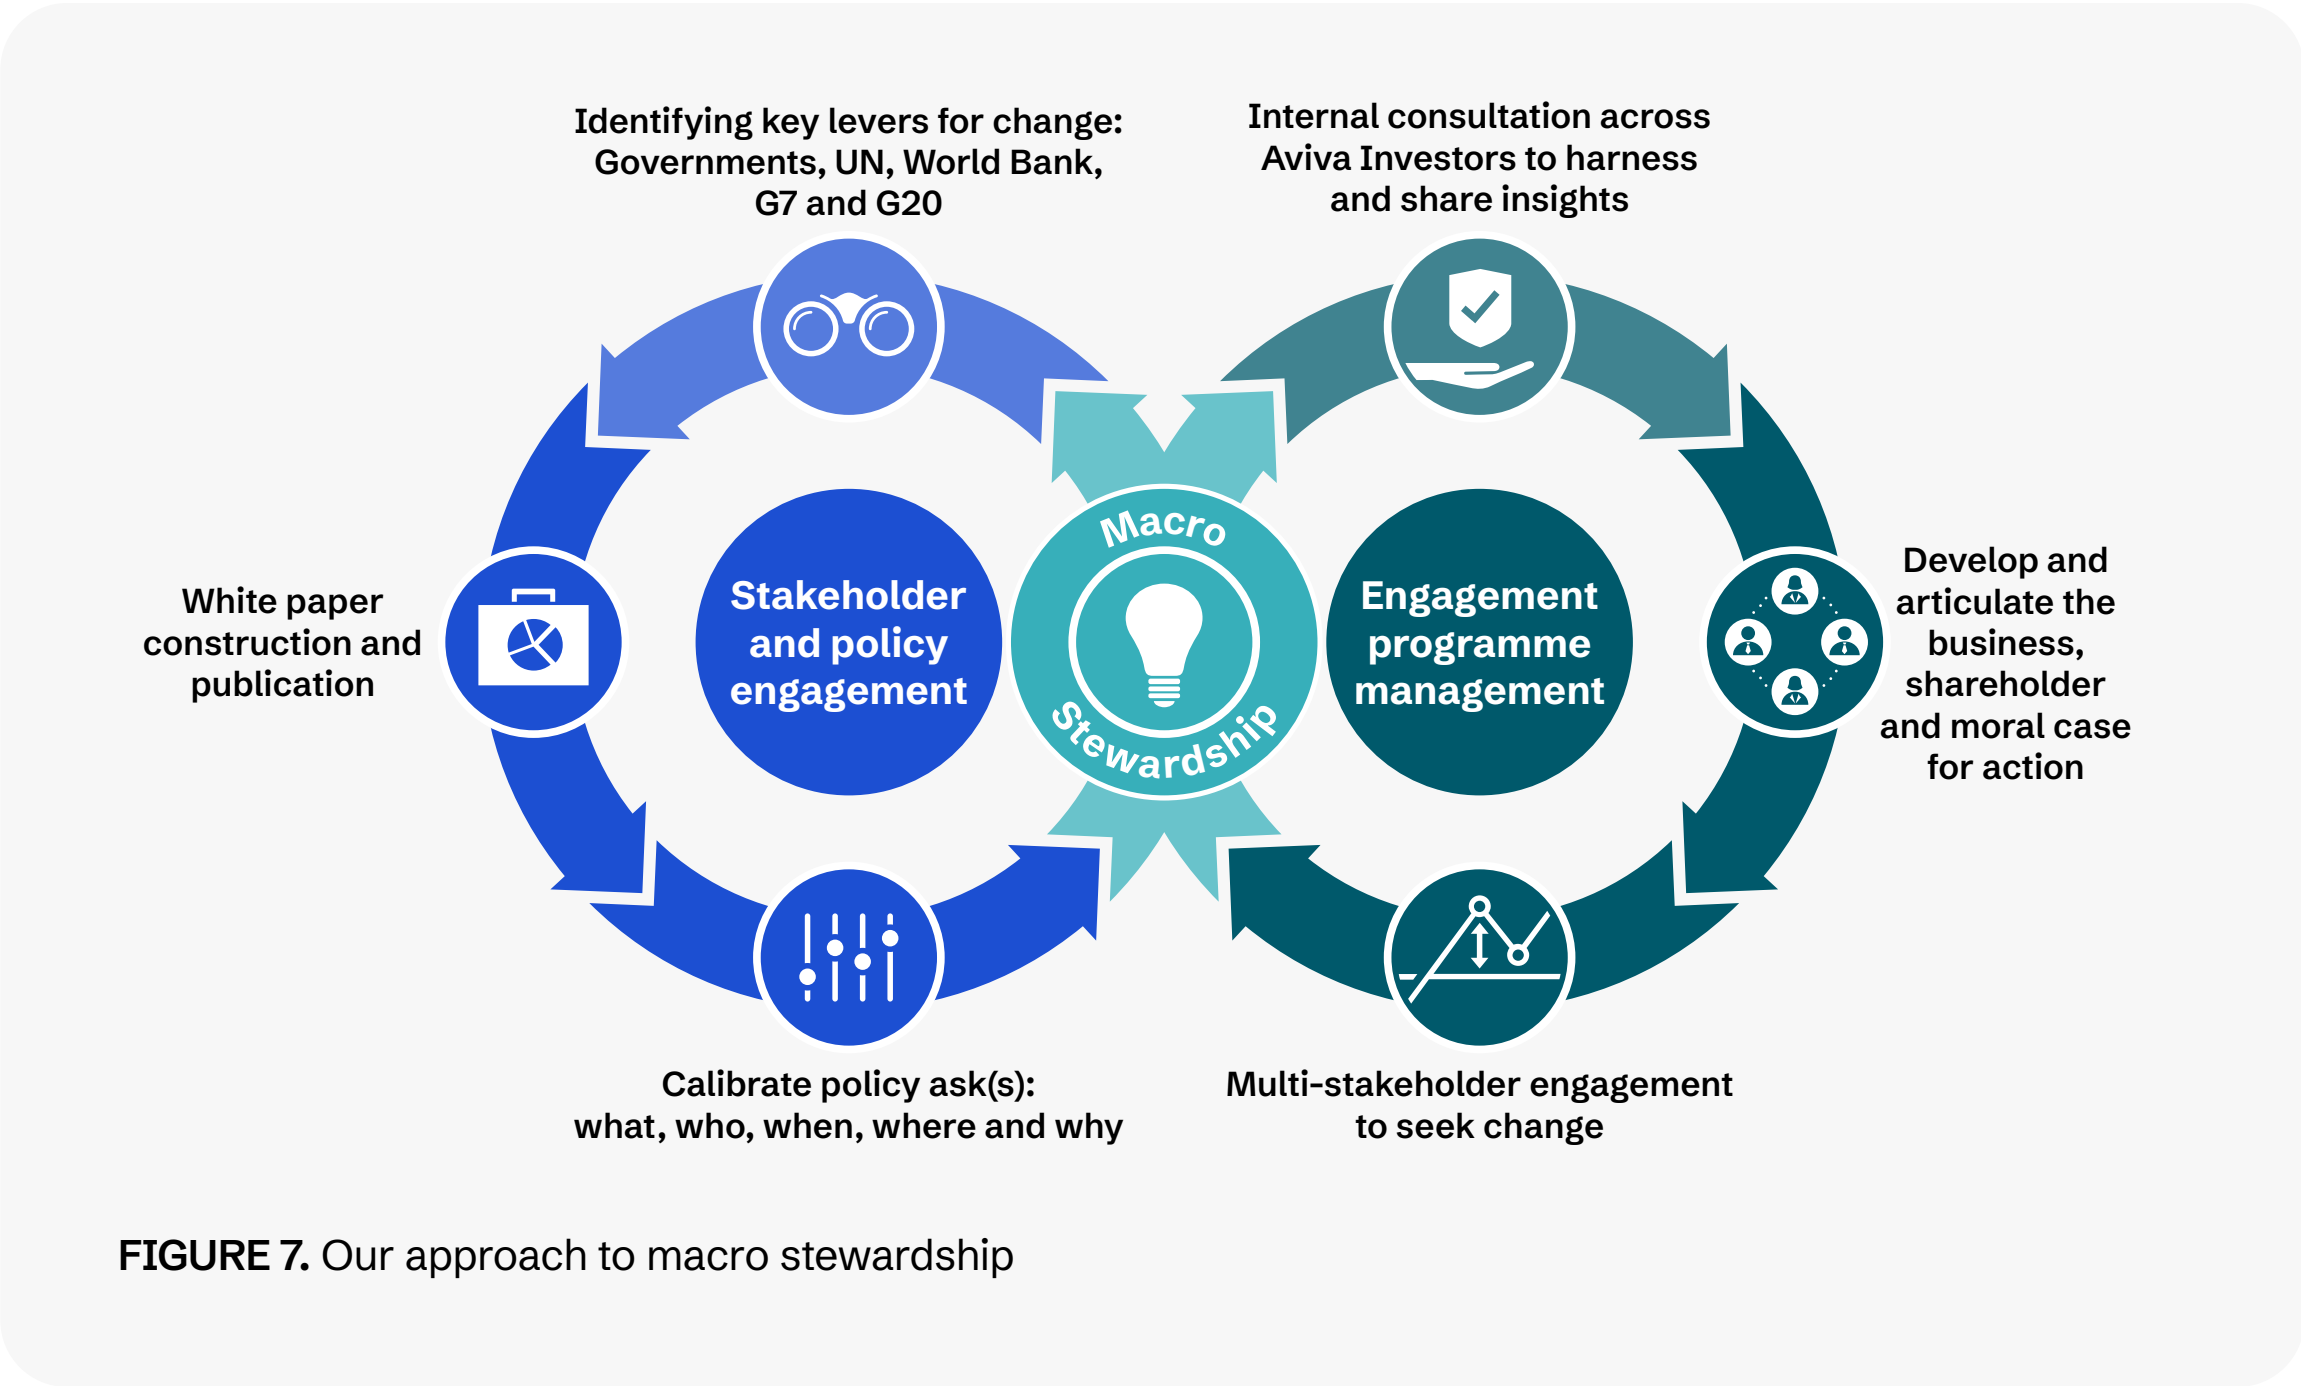 Identifying key levers for change:
Governments, UN, World Bank,
G7 and G20
Internal consultation across
Aviva Investors to harness
and share insights
White paper
construction and
publication
Stakeholder
and policy
engagement
Macro
Stewardship
Engagement
programme
management
Develop and
articulate the
business,
shareholder
and moral case
for action
Calibrate policy ask(s):
what, who, when, where and why
Multi-stakeholder engagement
to seek change
FIGURE 7. Our approach to macro stewardship